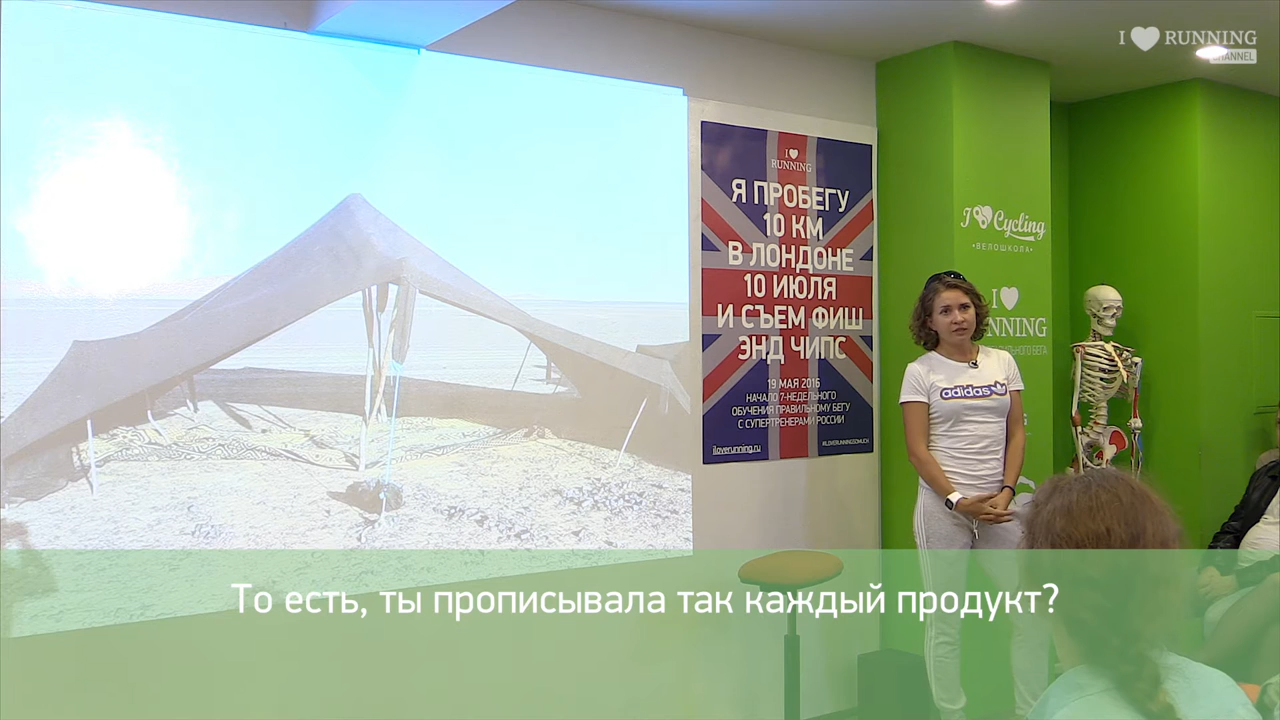 I ♥ RUNNING
CHANNEL
I ♥
RUNNING
Я ПРОБЕГУ
10 КМ
В ЛОНДОНЕ
10 ИЮЛЯ
И СЪЕМ ФИШ
ЭНД ЧИПС
19 МАЯ 2016
НАЧАЛО 7-НЕДЕЛЬНОГО
ОБУЧЕНИЯ ПРАВИЛЬНОМУ БЕГУ
С СУПЕРТРЕНЕРАМИ РОССИИ
iloverunning.ru
#ILOVERUNNINGSOMUCH
I Cycling
•ВЕЛОШКОЛА•
I ♥
adidas
То есть, ты прописывала так каждый продукт?